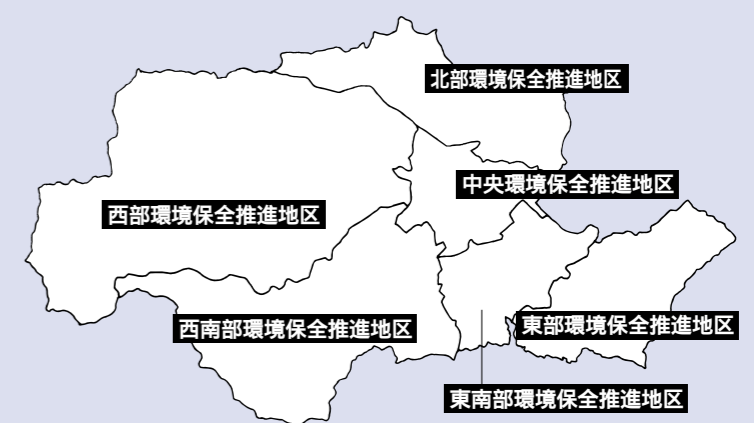 北部環境保全推進地区
中央環境保全推進地区
西部環境保全推進地区
西南部環境保全推進地区
東部環境保全推進地区
東南部環境保全推進地区